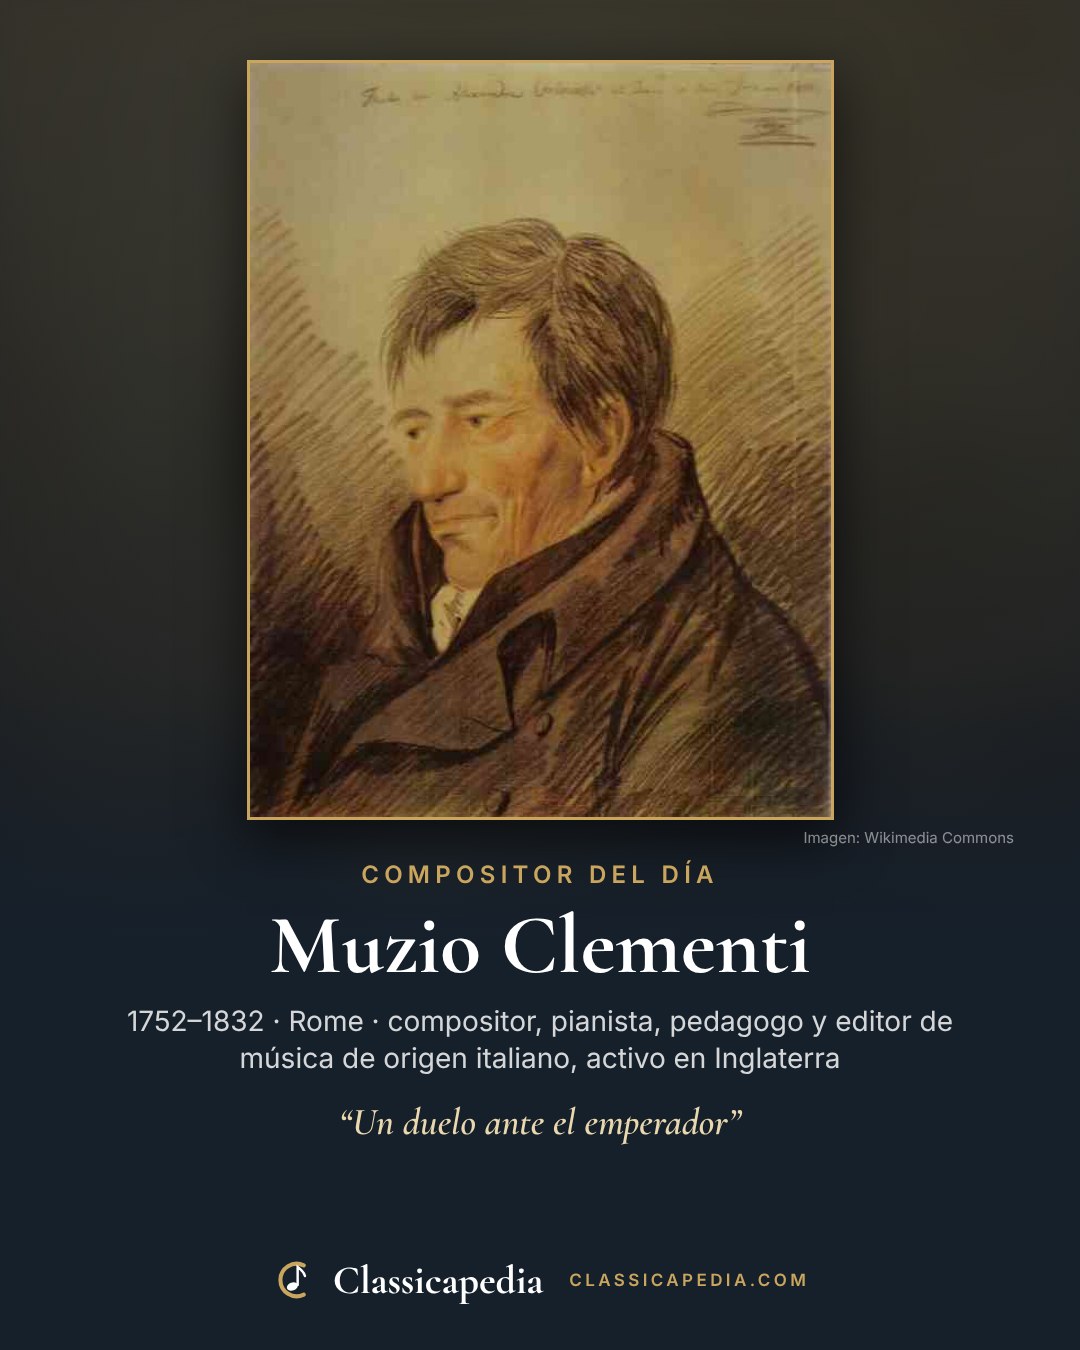 Imagen: Wikimedia Commons
COMPOSITOR DEL DÍA
Muzio Clementi
1752–1832 · Rome · compositor, pianista, pedagogo y editor de
música de origen italiano, activo en Inglaterra
“Un duelo ante el emperador”
Classicapedia CLASSICAPEDIA.COM